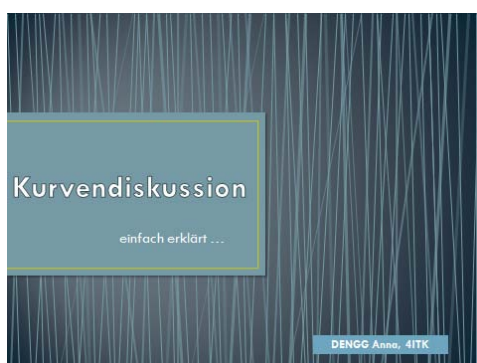 Kurvendiskussion
einfach erklärt ...
DENGG Anna, 4ITK